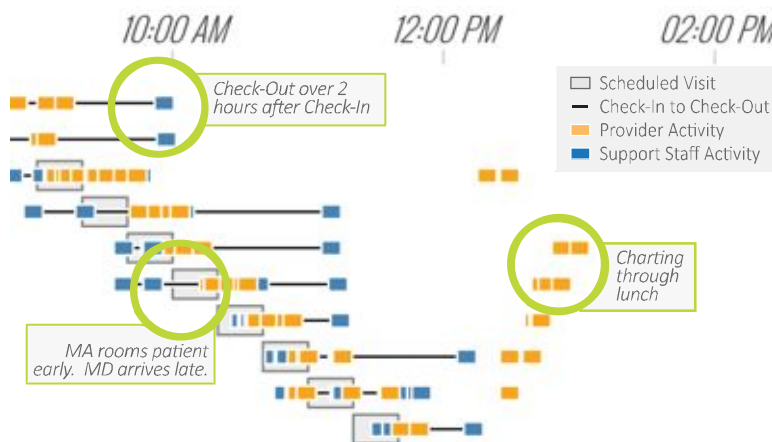 10:00 AM
12:00 PM
02:00 PM
Check-Out over 2
hours after Check-In
Scheduled Visit
Check-In to Check-Out
Provider Activity
Support Staff Activity
Charting
through
lunch
MA rooms patient
early. MD arrives late.